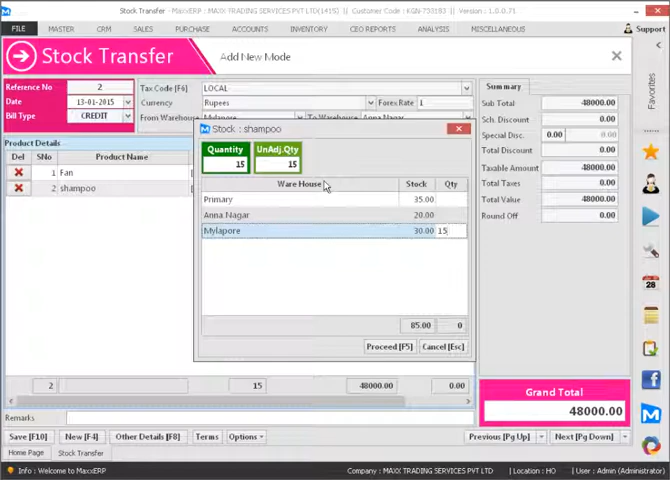 Stock Transfer - MaxxERP || MAXX TRADING SERVICES PVT LTD(1415) || Customer Code : KGN-703183 || Version : 1.0.0.71
FILE MASTER CRM SALES PURCHASE ACCOUNTS INVENTORY CEO REPORTS ANALYSIS MISCELLANEOUS Support
Stock Transfer Add New Mode
Favorites
Reference No 2 Tax Code [F6] LOCAL Summary
Date 13-01-2015 Currency Rupees Forex Rate 1 Sub Total 48000.00
Bill Type CREDIT From Warehouse Mylapore To Warehouse Anna Nagar Sch. Discount 0.00
Special Disc. 0.00 0.00
Total Discount 0.00
Taxable Amount 48000.00
Total Taxes 0.00
Total Value 48000.00
Round Off 0.00
Product Details
Del SNo Product Name
1 Fan
2 shampoo
Stock : shampoo
Quantity UnAdj.Qty
15 15
Ware House Stock Qty
Primary 35.00
Anna Nagar 20.00
Mylapore 30.00 15
85.00 0
Proceed [F5] Cancel [Esc]
28
2 15 48000.00 0.00
Grand Total
48000.00
Remarks
Save [F10] New [F4] Other Details [F8] Terms Options Previous [Pg Up] Next [Pg Down]
Home Page Stock Transfer
Info : Welcome to MaxxERP Company : MAXX TRADING SERVICES PVT LTD | Location : HO | User : Admin (Administrator)